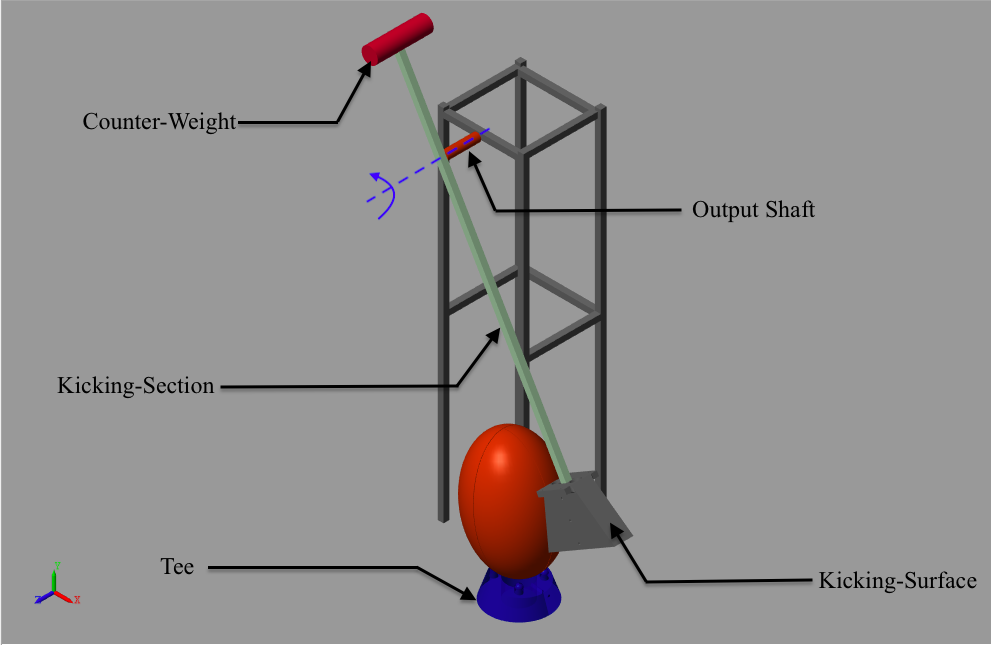 Counter-Weight
Output Shaft
Kicking-Section
Tee
Kicking-Surface
Y
Z
X